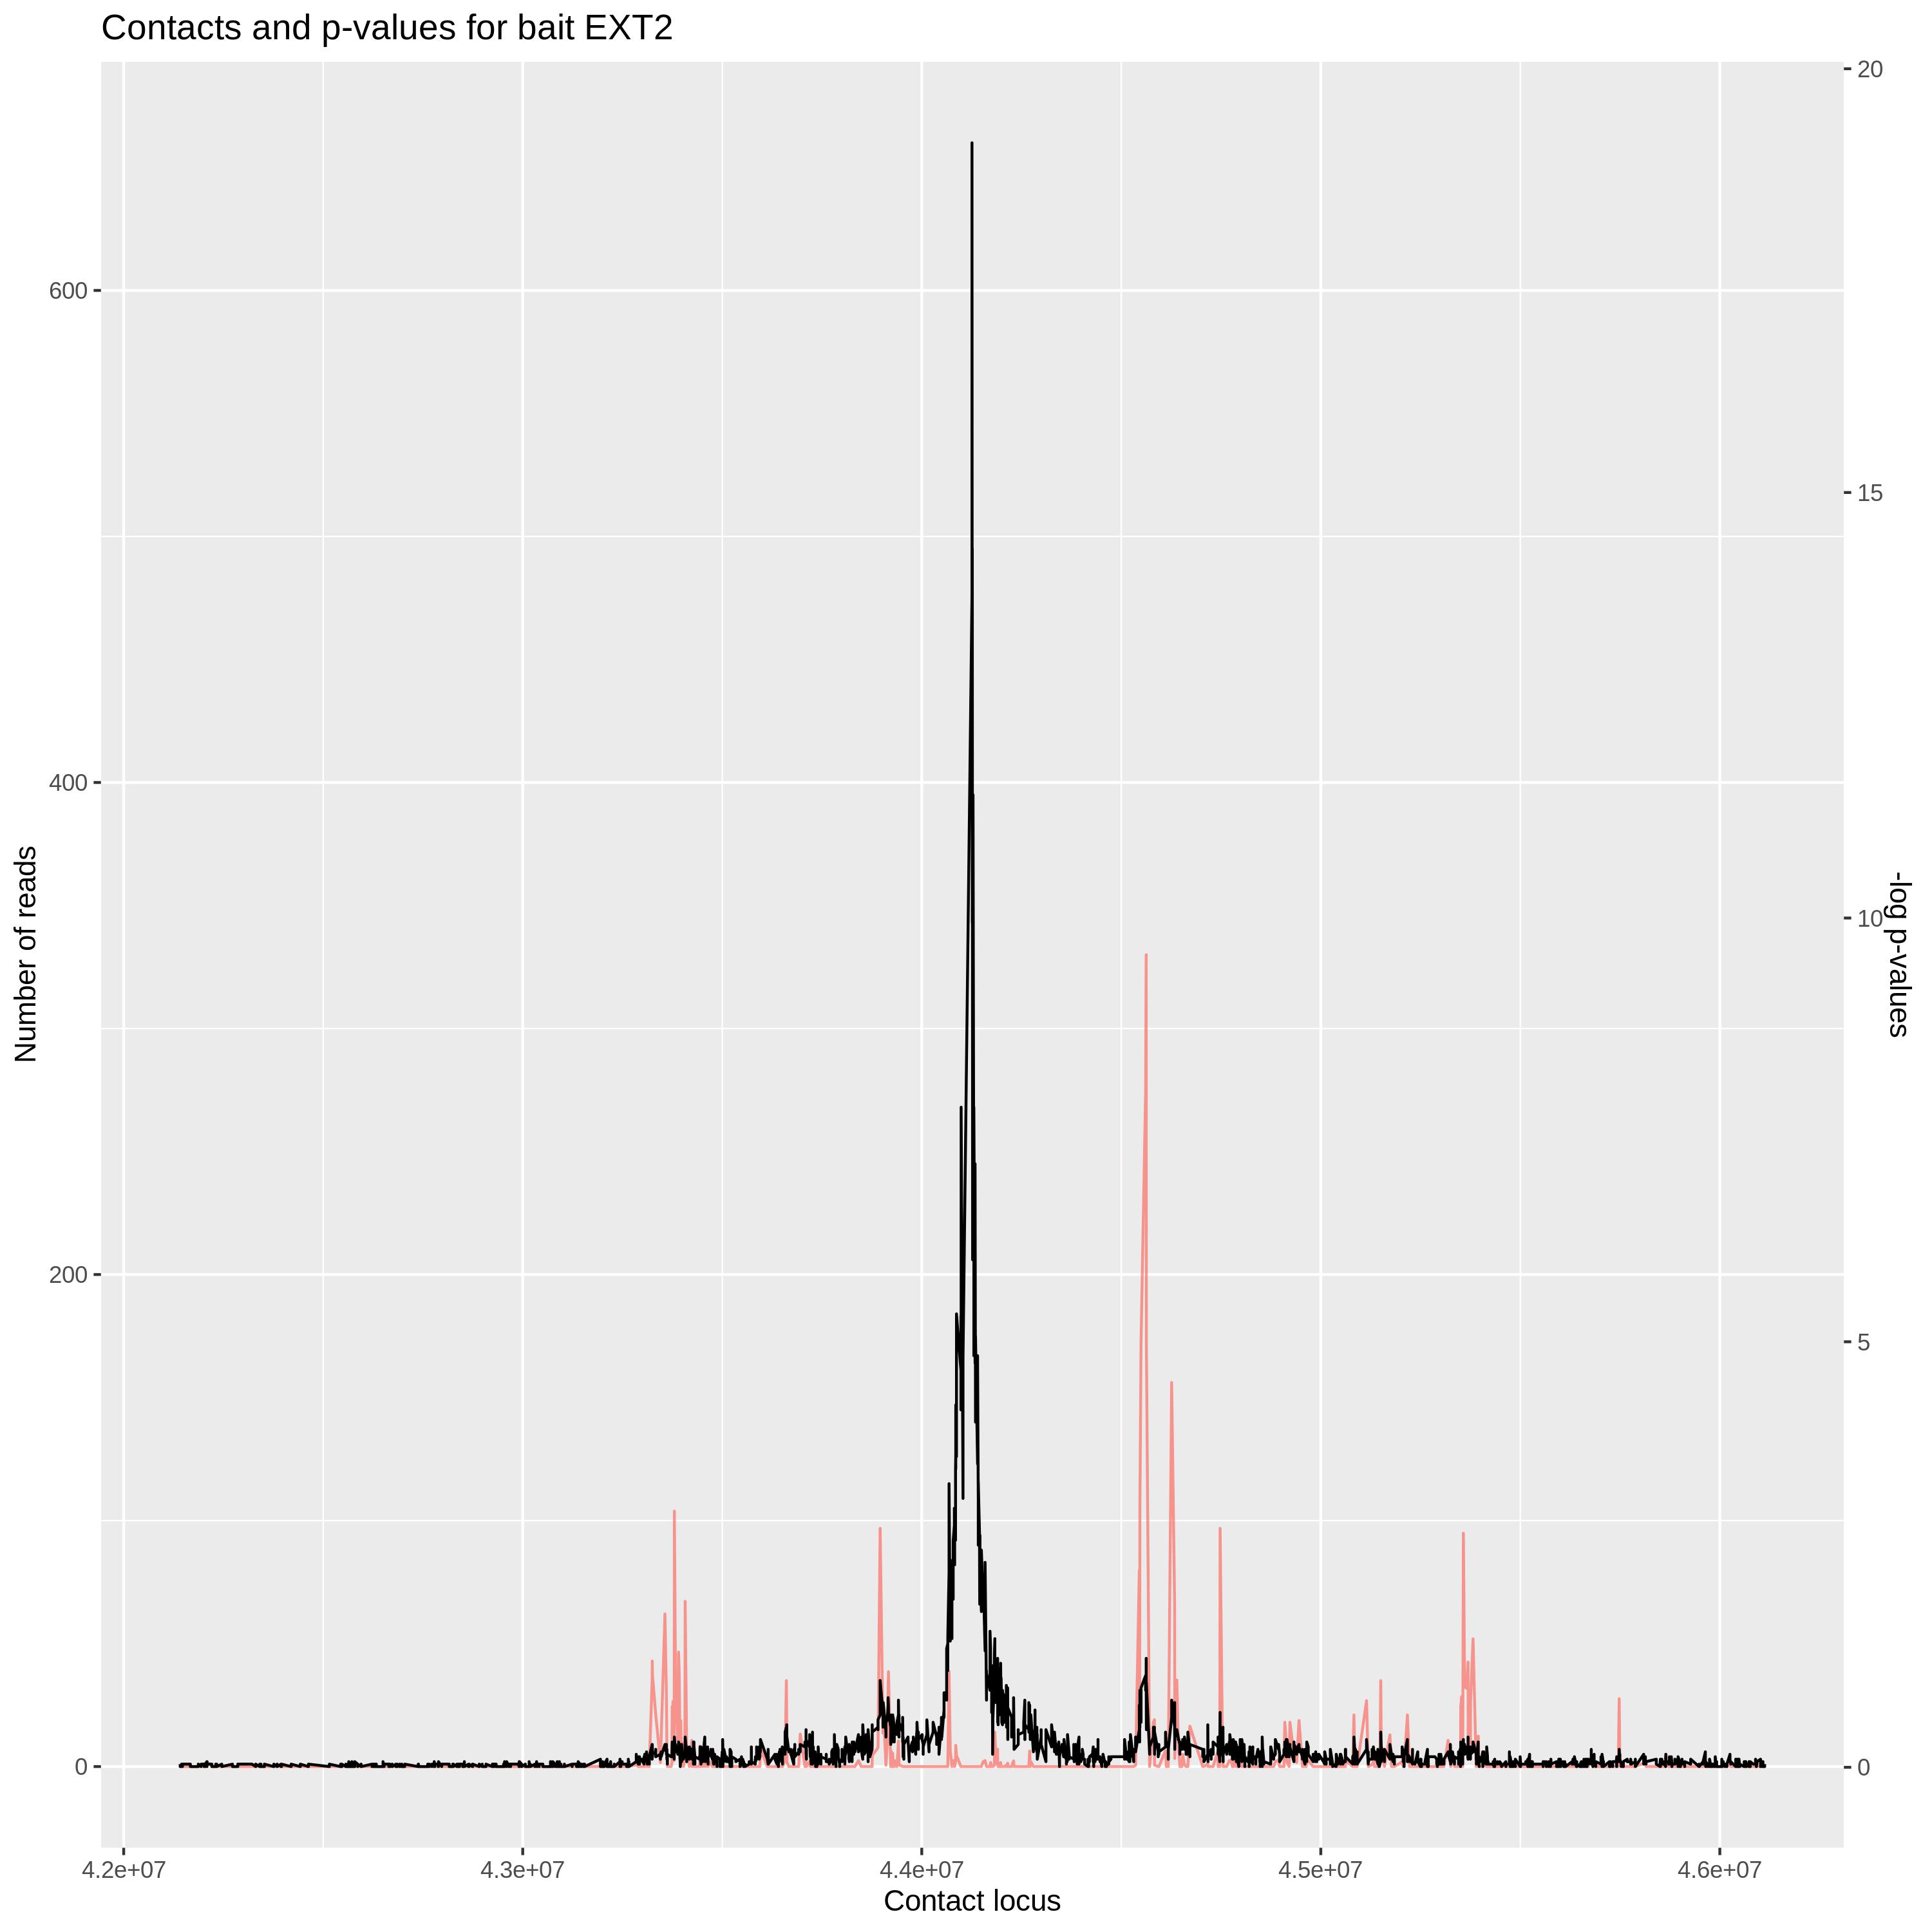 Contacts and p-values for bait EXT2
20
600
15
400
10
Number of reads
-log p-values
200
5
0
0
4.2e+07 4.3e+07 4.4e+07 4.5e+07 4.6e+07
Contact locus